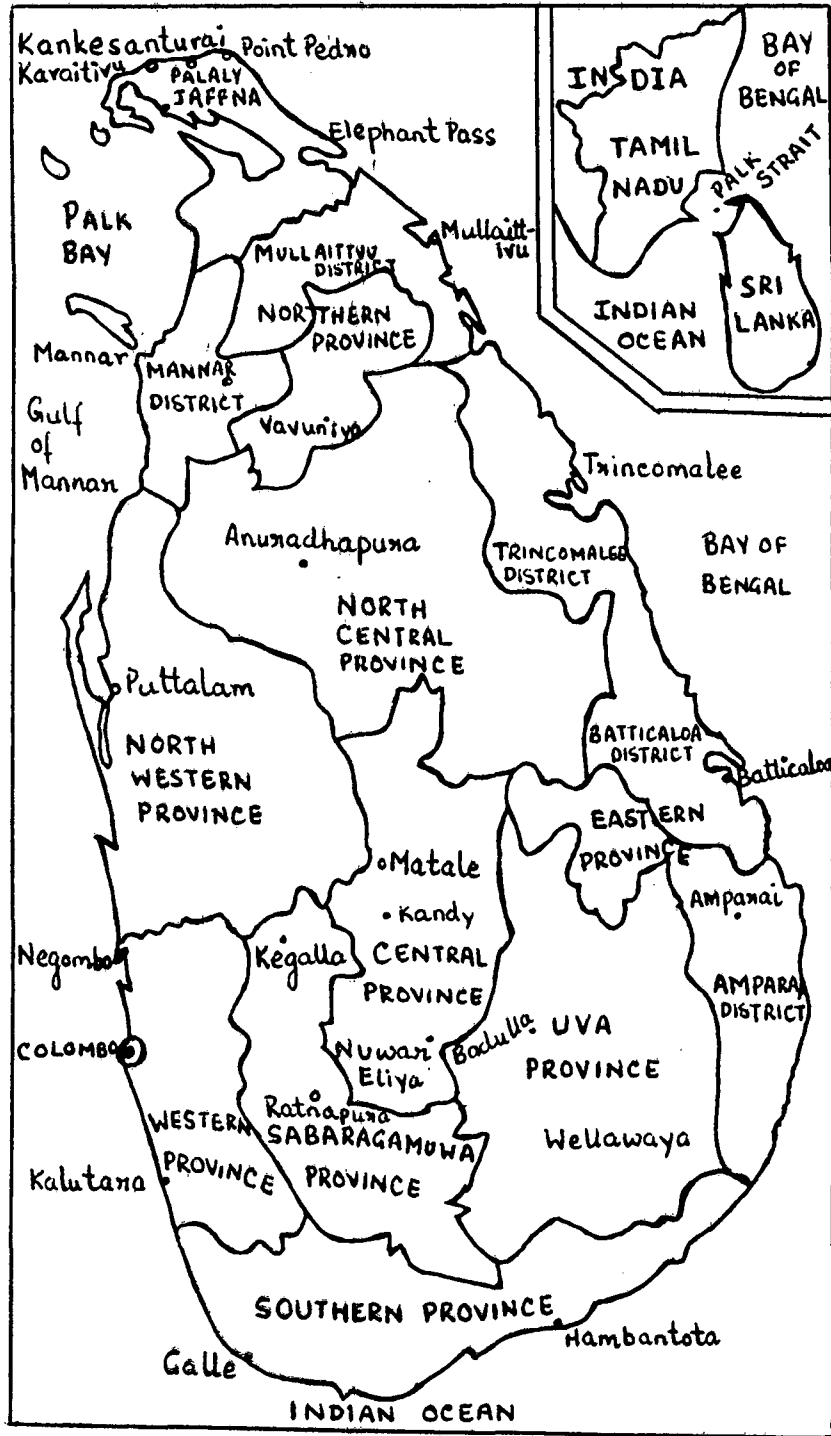 Kankesanturai
Point Pedro
Karaitivu
PALALY
JAFFNA
Elephant Pass
PALK
BAY
Mullaitt-
ivu
MULLAITTVU
DISTRICT
NORTHERN
PROVINCE
Mannar
MANNAR
DISTRICT
Vavuniya
Gulf
of
Mannar
Trincomalee
Anuradhapura
TRINCOMALEE
DISTRICT
BAY OF
BENGAL
NORTH
CENTRAL
PROVINCE
Puttalam
NORTH
WESTERN
PROVINCE
BATTICALOA
DISTRICT
Batticaloa
EASTERN
PROVINCE
Matale
Kandy
CENTRAL
PROVINCE
Amparai
AMPARA
DISTRICT
Negombo
Kegalla
COLOMBO
Nuwar
Eliya
Badulla
UVA
PROVINCE
Ratnapura
SABARAGAMUWA
PROVINCE
Wellawaya
WESTERN
PROVINCE
Kalutara
SOUTHERN PROVINCE
Hambantota
Galle
INDIAN OCEAN
INDIA
TAMIL
NADU
BAY
OF
BENGAL
PALK STRAIT
INDIAN
OCEAN
SRI
LANKA